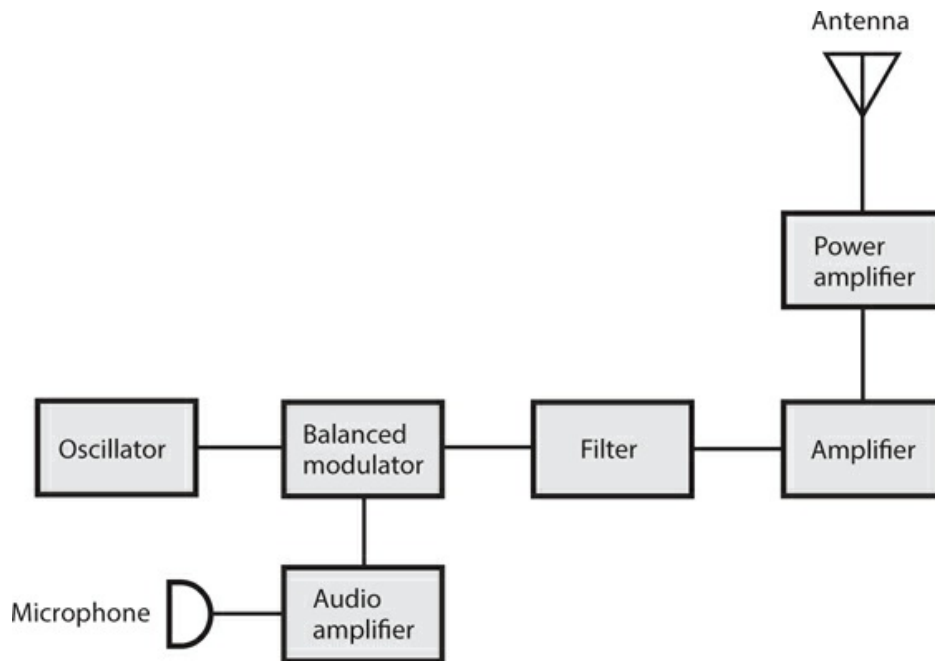 Antenna
Power
amplifier
Oscillator
Balanced
modulator
Filter
Amplifier
Microphone
Audio
amplifier